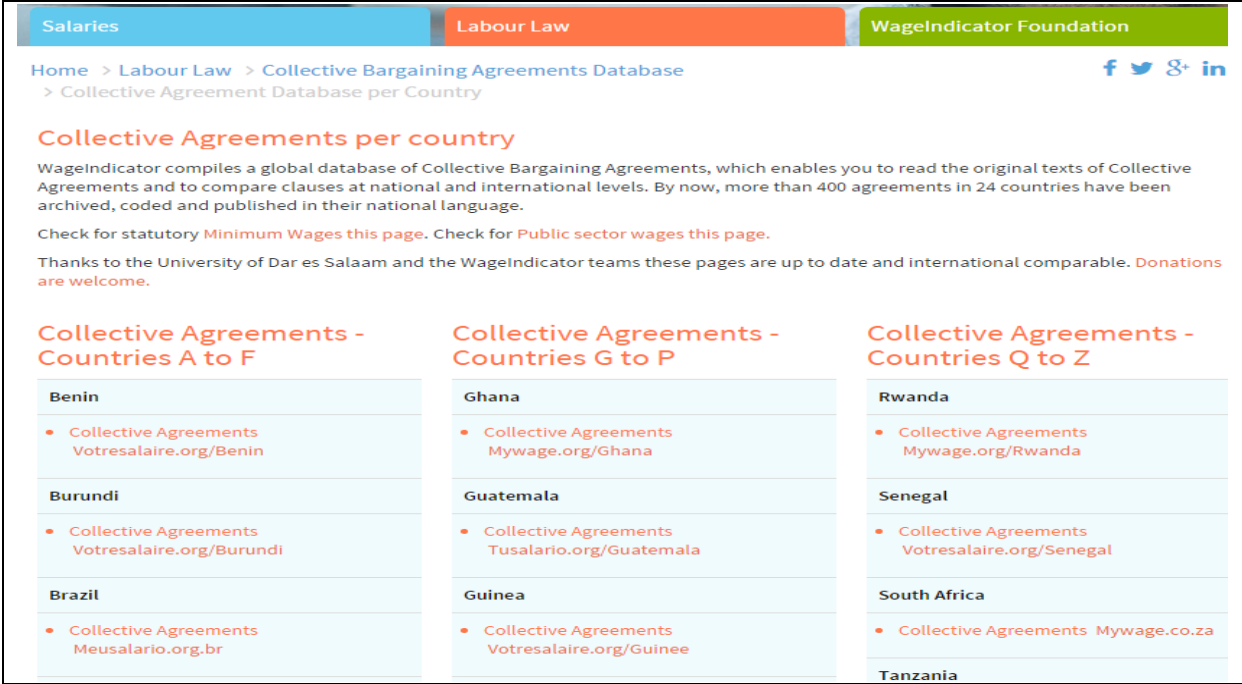 Salaries
Labour Law
WageIndicator Foundation
Home > Labour Law > Collective Bargaining Agreements Database
> Collective Agreement Database per Country
Collective Agreements per country
WageIndicator compiles a global database of Collective Bargaining Agreements, which enables you to read the original texts of Collective
Agreements and to compare clauses at national and international levels. By now, more than 400 agreements in 24 countries have been
archived, coded and published in their national language.
Check for statutory Minimum Wages this page. Check for Public sector wages this page.
Thanks to the University of Dar es Salaam and the WageIndicator teams these pages are up to date and international comparable. Donations
are welcome.
Collective Agreements -
Countries A to F
Benin
• Collective Agreements
Votresalaire.org/Benin
Burundi
• Collective Agreements
Votresalaire.org/Burundi
Brazil
• Collective Agreements
Meusalario.org.br
Collective Agreements -
Countries G to P
Ghana
• Collective Agreements
Mywage.org/Ghana
Guatemala
• Collective Agreements
Tusalario.org/Guatemala
Guinea
• Collective Agreements
Votresalaire.org/Guinee
Collective Agreements -
Countries Q to Z
Rwanda
• Collective Agreements
Mywage.org/Rwanda
Senegal
• Collective Agreements
Votresalaire.org/Senegal
South Africa
• Collective Agreements Mywage.co.za
Tanzania